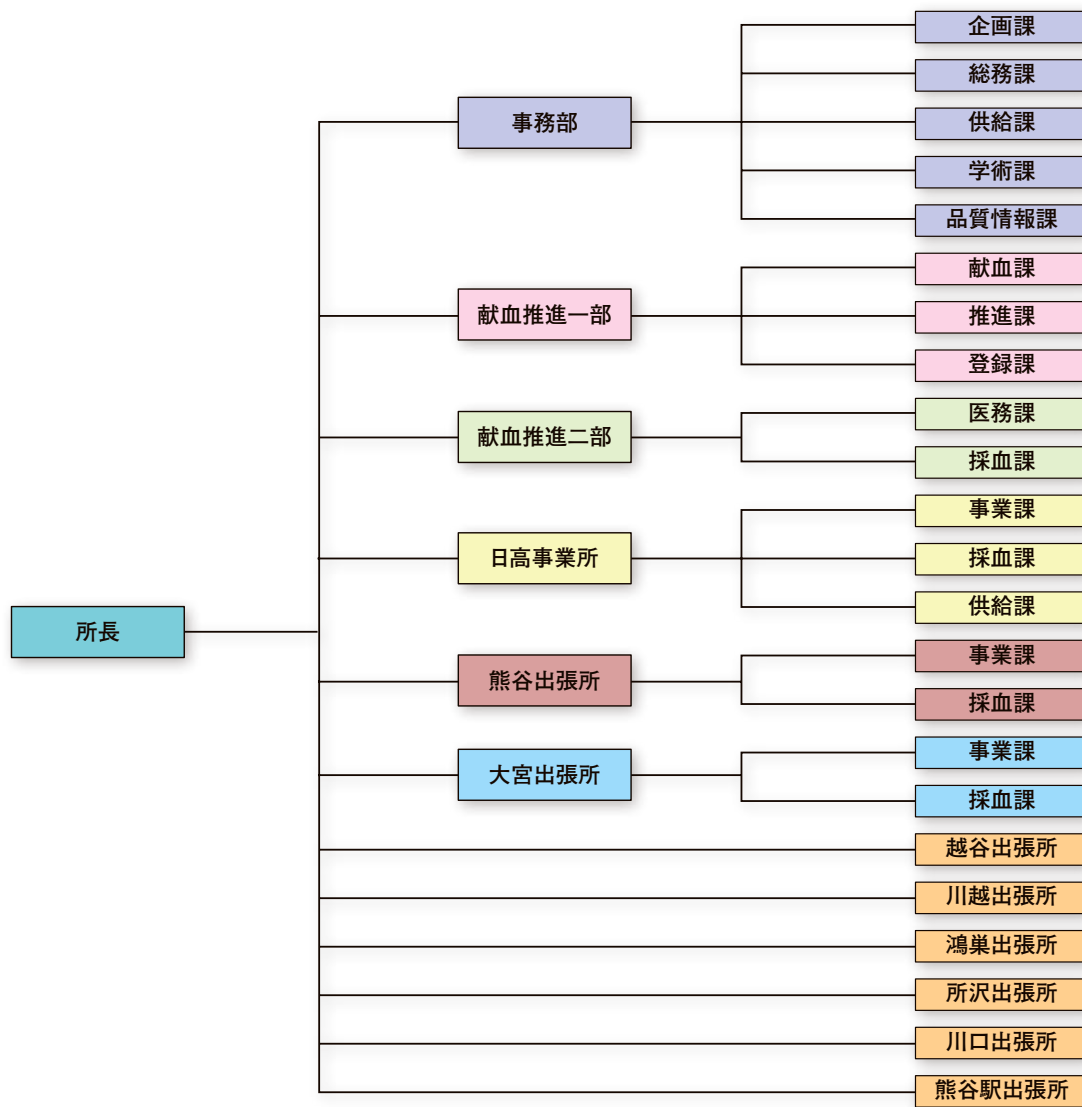 所長
事務部
企画課
総務課
供給課
学術課
品質情報課
献血推進一部
献血課
推進課
登録課
献血推進二部
医務課
採血課
日高事業所
事業課
採血課
供給課
熊谷出張所
事業課
採血課
大宮出張所
事業課
採血課
越谷出張所
川越出張所
鴻巣出張所
所沢出張所
川口出張所
熊谷駅出張所